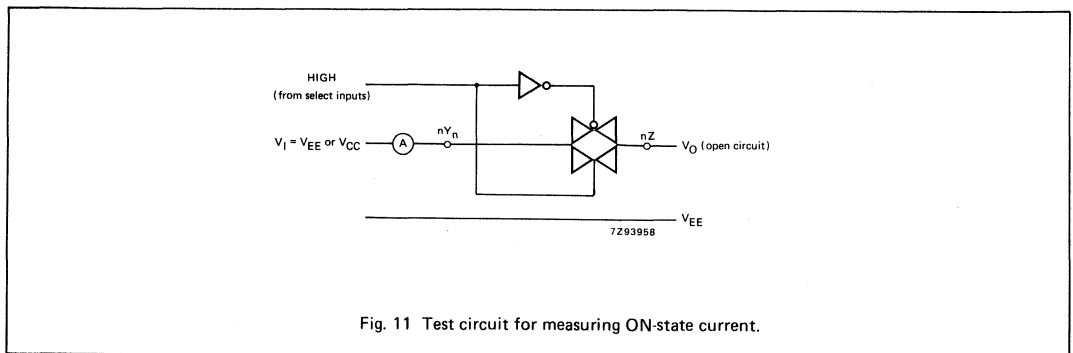 HIGH
(from select inputs)
V_I = V_EE or V_CC
A
nY_n
nZ
V_O (open circuit)
V_EE
7Z93958
Fig. 11 Test circuit for measuring ON-state current.